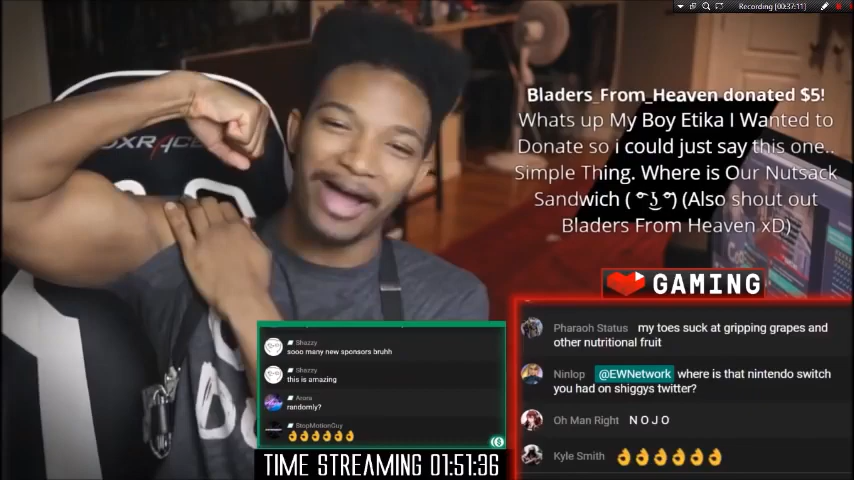 Recording [00:37:11]
DXRACER
Bladers_From_Heaven donated $5!
Whats up My Boy Etika I Wanted to
Donate so i could just say this one..
Simple Thing. Where is Our Nutsack
Sandwich ( ͡° ͜ʖ ͡°) (Also shout out
Bladers From Heaven xD)
GAMING
Shazzy
sooo many new sponsors bruhh
Shazzy
this is amazing
randomly?
StopMotionGuy
👌👌👌👌👌👌
TIME STREAMING 01:51:36
Pharaoh Status my toes suck at gripping grapes and
other nutritional fruit
Ninlop @EWNetwork where is that nintendo switch
you had on shiggys twitter?
Oh Man Right N O J O
Kyle Smith 👌👌👌👌👌👌